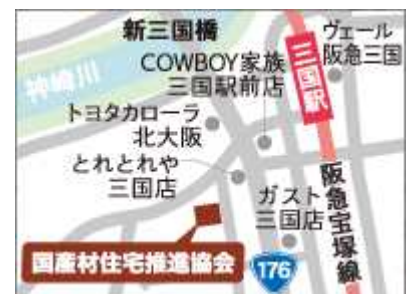 新三国橋
ヴェール
阪急三国
三国駅
COWBOY家族
三国駅前店
神崎川
トヨタカローラ
北大阪
とれとれや
三国店
ガスト
三国店
阪急宝塚線
国産材住宅推進協会
176